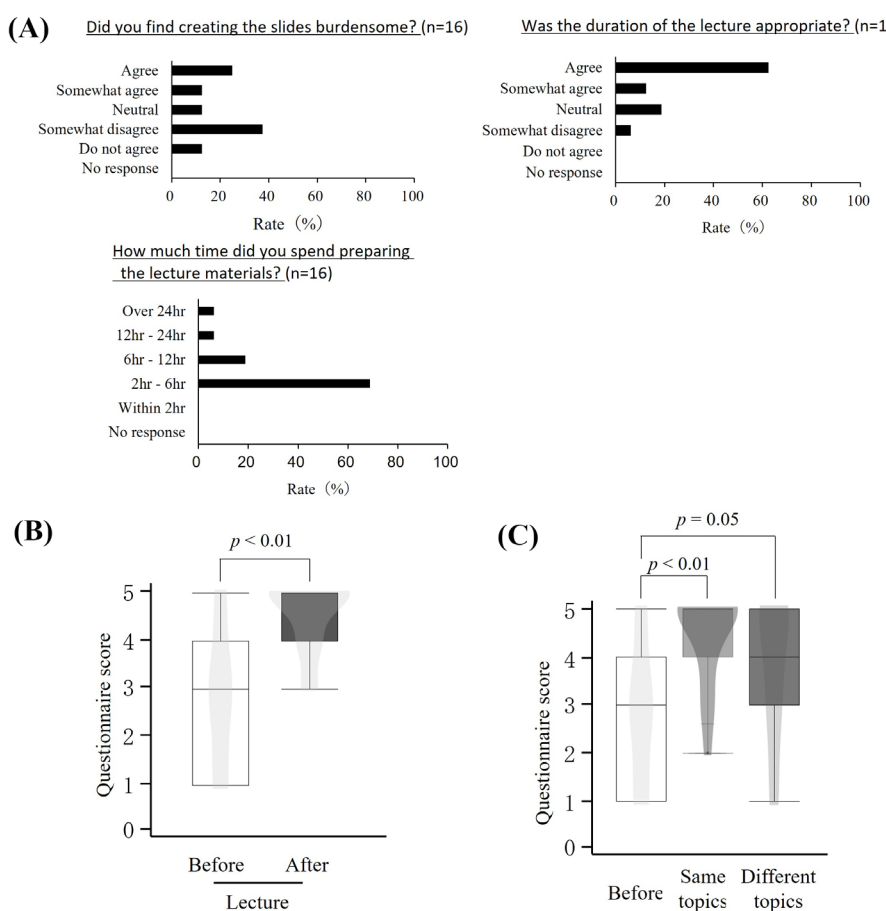 (A)
Did you find creating the slides burdensome? (n=16)
Agree
Somewhat agree
Neutral
Somewhat disagree
Do not agree
No response
0 20 40 60 80 100
Rate (%)
Was the duration of the lecture appropriate? (n=1
Agree
Somewhat agree
Neutral
Somewhat disagree
Do not agree
No response
0 20 40 60 80 100
Rate (%)
How much time did you spend preparing
the lecture materials? (n=16)
Over 24hr
12hr - 24hr
6hr - 12hr
2hr - 6hr
Within 2hr
No response
0 20 40 60 80 100
Rate (%)
(B)
p < 0.01
Questionnaire score
5
4
3
2
1
0
Before After
Lecture
(C)
p = 0.05
p < 0.01
Questionnaire score
5
4
3
2
1
0
Before
Same
topics
Different
topics